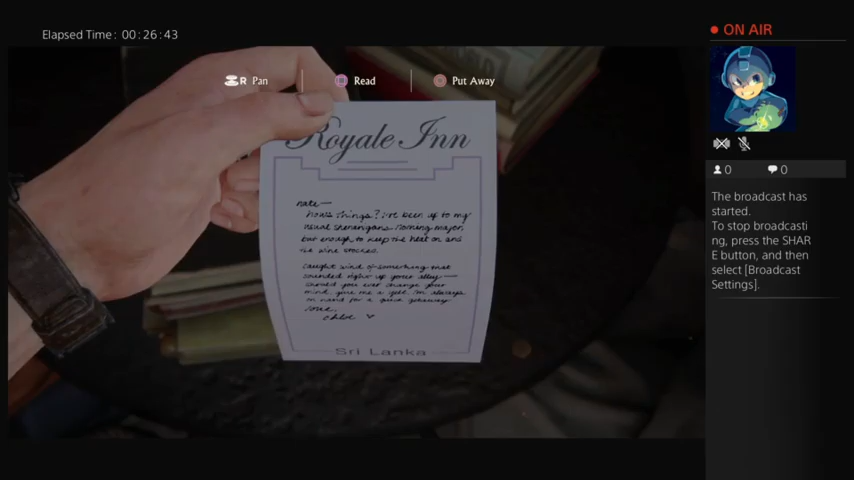 Elapsed Time : 00:26:43
ON AIR
R Pan
Read
Put Away
Royale Inn
Nate—
how's things? i've been up to my
usual shenanigans. nothing major,
but enough to keep the heat on and
the wine stocked.
Caught wind of something that
sounded right up your alley—
should you ever change your
mind, give me a yell. i'm always
on hand for a quick getaway
love,
chloe
Sri Lanka
0
0
The broadcast has
started.
To stop broadcasti
ng, press the SHAR
E button, and then
select [Broadcast
Settings].